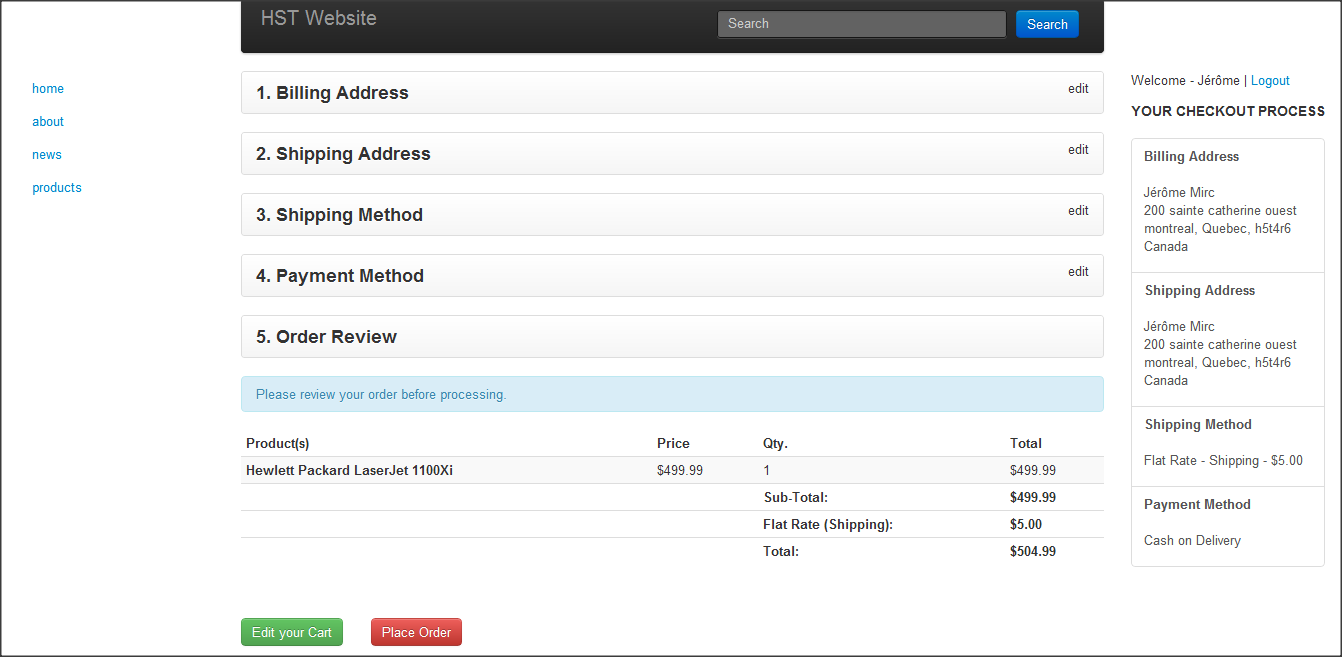 HST Website
Search
Search
home
about
news
products
1. Billing Address
edit
2. Shipping Address
edit
3. Shipping Method
edit
4. Payment Method
edit
5. Order Review
Please review your order before processing.
Product(s) Price Qty. Total
Hewlett Packard LaserJet 1100Xi $499.99 1 $499.99
Sub-Total: $499.99
Flat Rate (Shipping): $5.00
Total: $504.99
Edit your Cart
Place Order
Welcome - Jérôme | Logout
YOUR CHECKOUT PROCESS
Billing Address
Jérôme Mirc
200 sainte catherine ouest
montreal, Quebec, h5t4r6
Canada
Shipping Address
Jérôme Mirc
200 sainte catherine ouest
montreal, Quebec, h5t4r6
Canada
Shipping Method
Flat Rate - Shipping - $5.00
Payment Method
Cash on Delivery